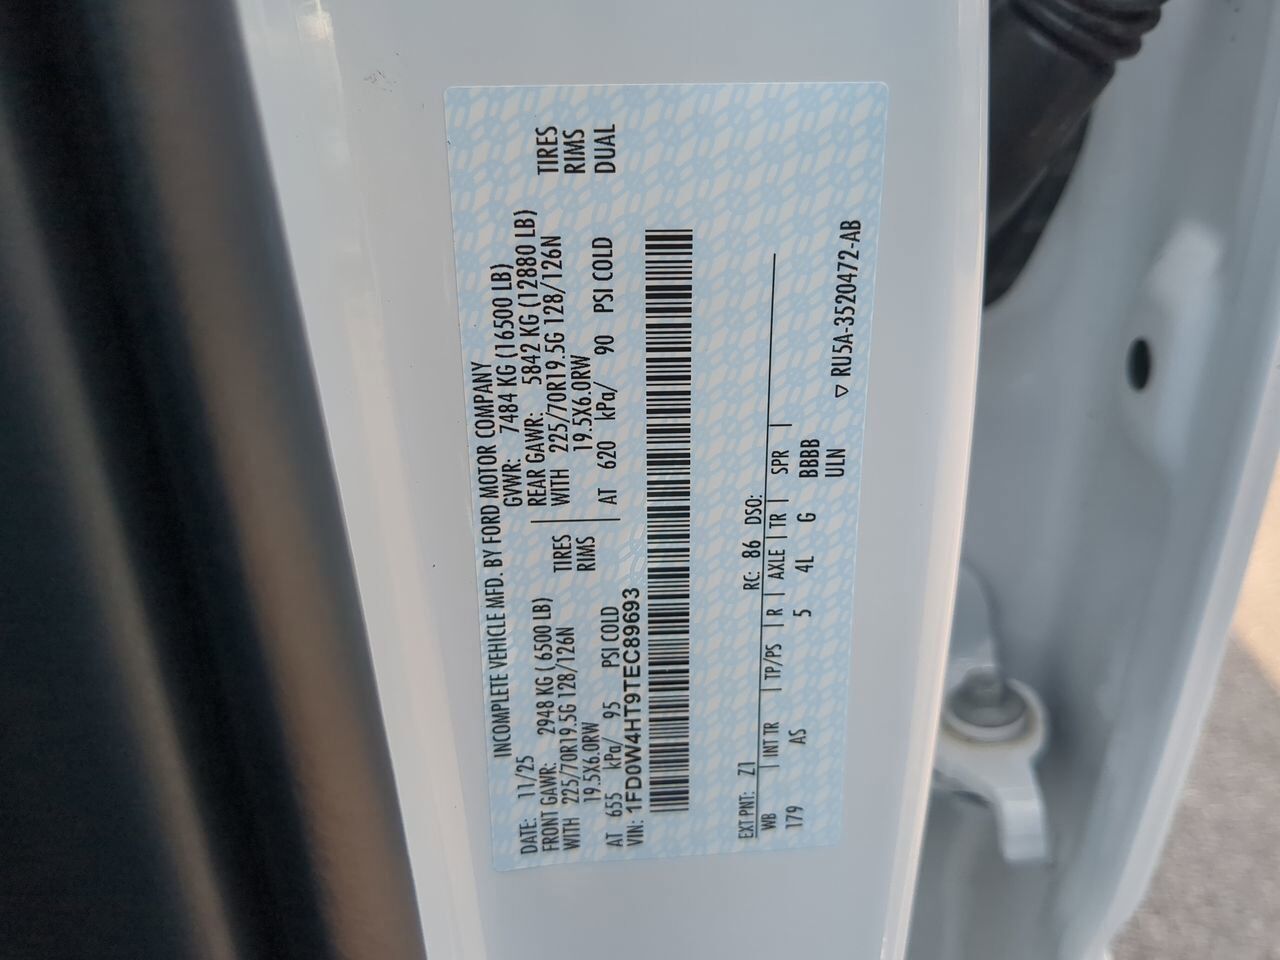 INCOMPLETE VEHICLE MFD. BY FORD MOTOR COMPANY
DATE: 11/25 GVWR: 7484 KG (16500 LB)
FRONT GAWR: 2948 KG ( 6500 LB) REAR GAWR: 5842 KG (12880 LB)
WITH 225/70R19.5G 128/126N TIRES WITH 225/70R19.5G 128/126N TIRES
19.5X6.0RW RIMS 19.5X6.0RW RIMS
AT 655 kPa/ 95 PSI COLD AT 620 kPa/ 90 PSI COLD DUAL
VIN: 1FD0W4HT9TEC89693
EXT PNT: Z1 RC: 86 DSO:
WB INT TR TP/PS R AXLE TR SPR
179 AS 5 4L G BBBB
ULN
▽ RU5A-3520472-AB